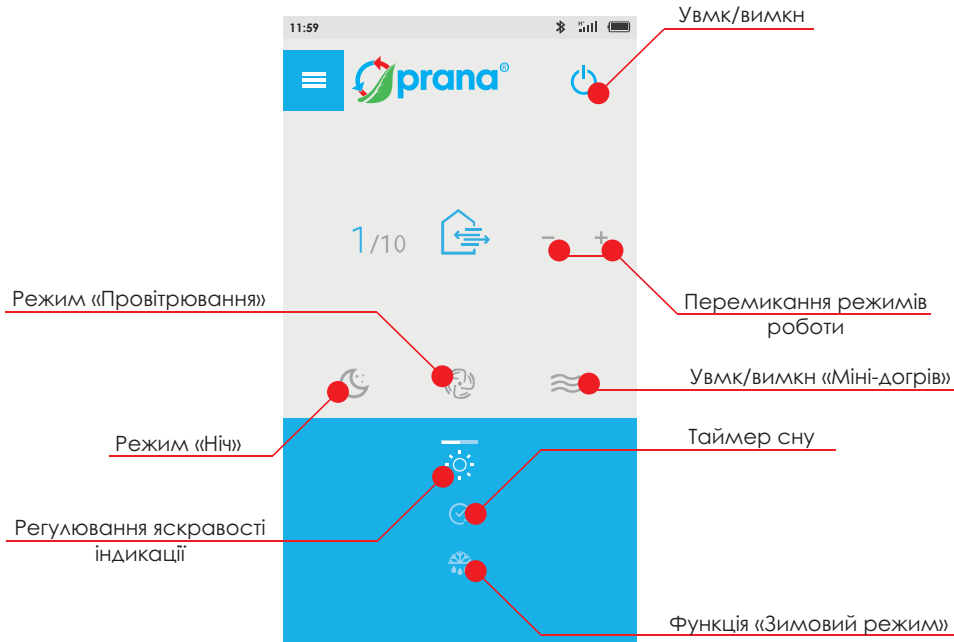 Увмк/вимкн
11:59
H+
prana®
1/10
- +
Режим «Провітрювання»
Перемикання режимів
роботи
Увмк/вимкн «Міні-догрів»
Режим «Ніч»
Таймер сну
Регулювання яскравості
індикації
Функція «Зимовий режим»